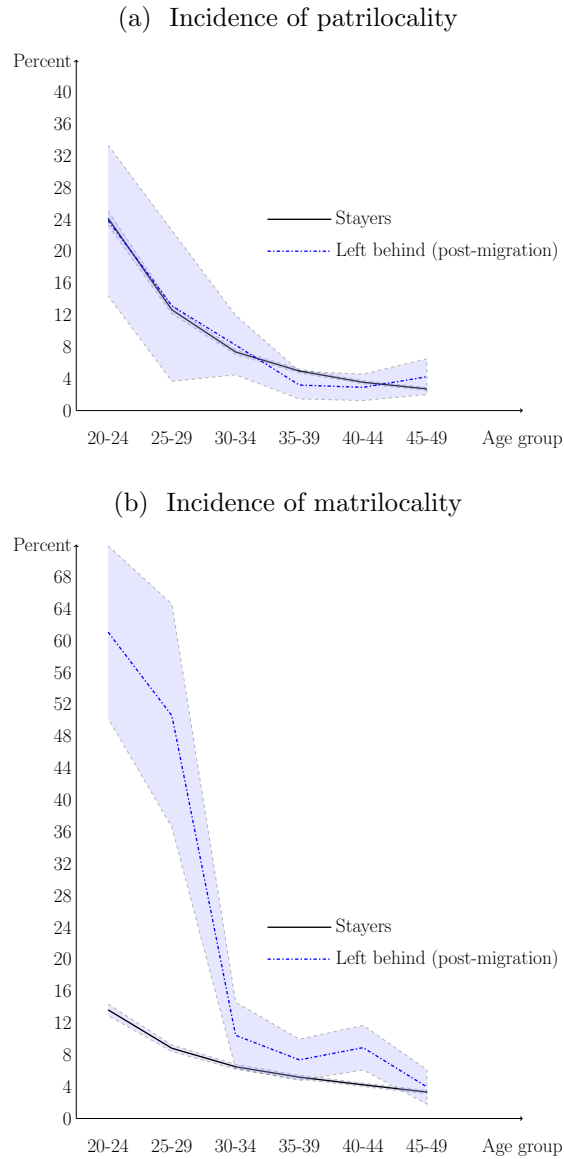 (a) Incidence of patrilocality
Percent
40
36
32
28
24
20
16
12
8
4
0
Stayers
Left behind (post-migration)
20-24 25-29 30-34 35-39 40-44 45-49 Age group
(b) Incidence of matrilocality
Percent
68
64
60
56
52
48
44
40
36
32
28
24
20
16
12
8
4
0
Stayers
Left behind (post-migration)
20-24 25-29 30-34 35-39 40-44 45-49 Age group